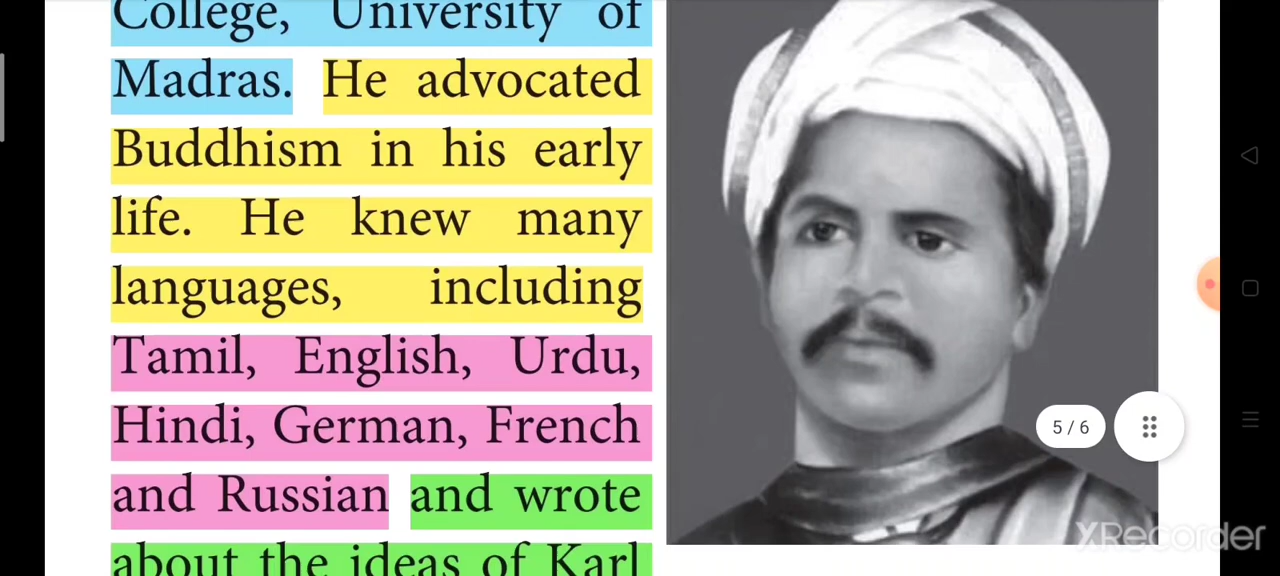 College, University of
Madras. He advocated
Buddhism in his early
life. He knew many
languages, including
Tamil, English, Urdu,
Hindi, German, French
and Russian and wrote
about the ideas of Karl
5 / 6
XRecorder